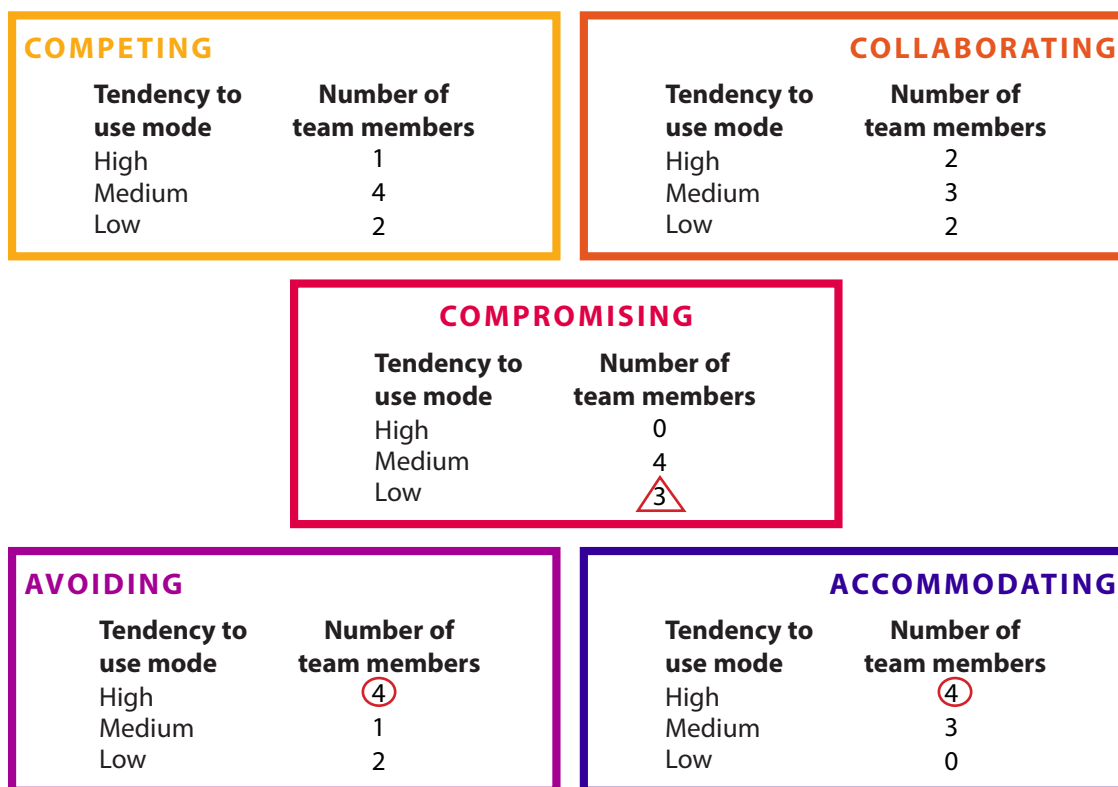 COMPETING
Tendency to use mode Number of team members
High 1
Medium 4
Low 2
COLLABORATING
Tendency to use mode Number of team members
High 2
Medium 3
Low 2
COMPROMISING
Tendency to use mode Number of team members
High 0
Medium 4
Low 3
AVOIDING
Tendency to use mode Number of team members
High 4
Medium 1
Low 2
ACCOMMODATING
Tendency to use mode Number of team members
High 4
Medium 3
Low 0